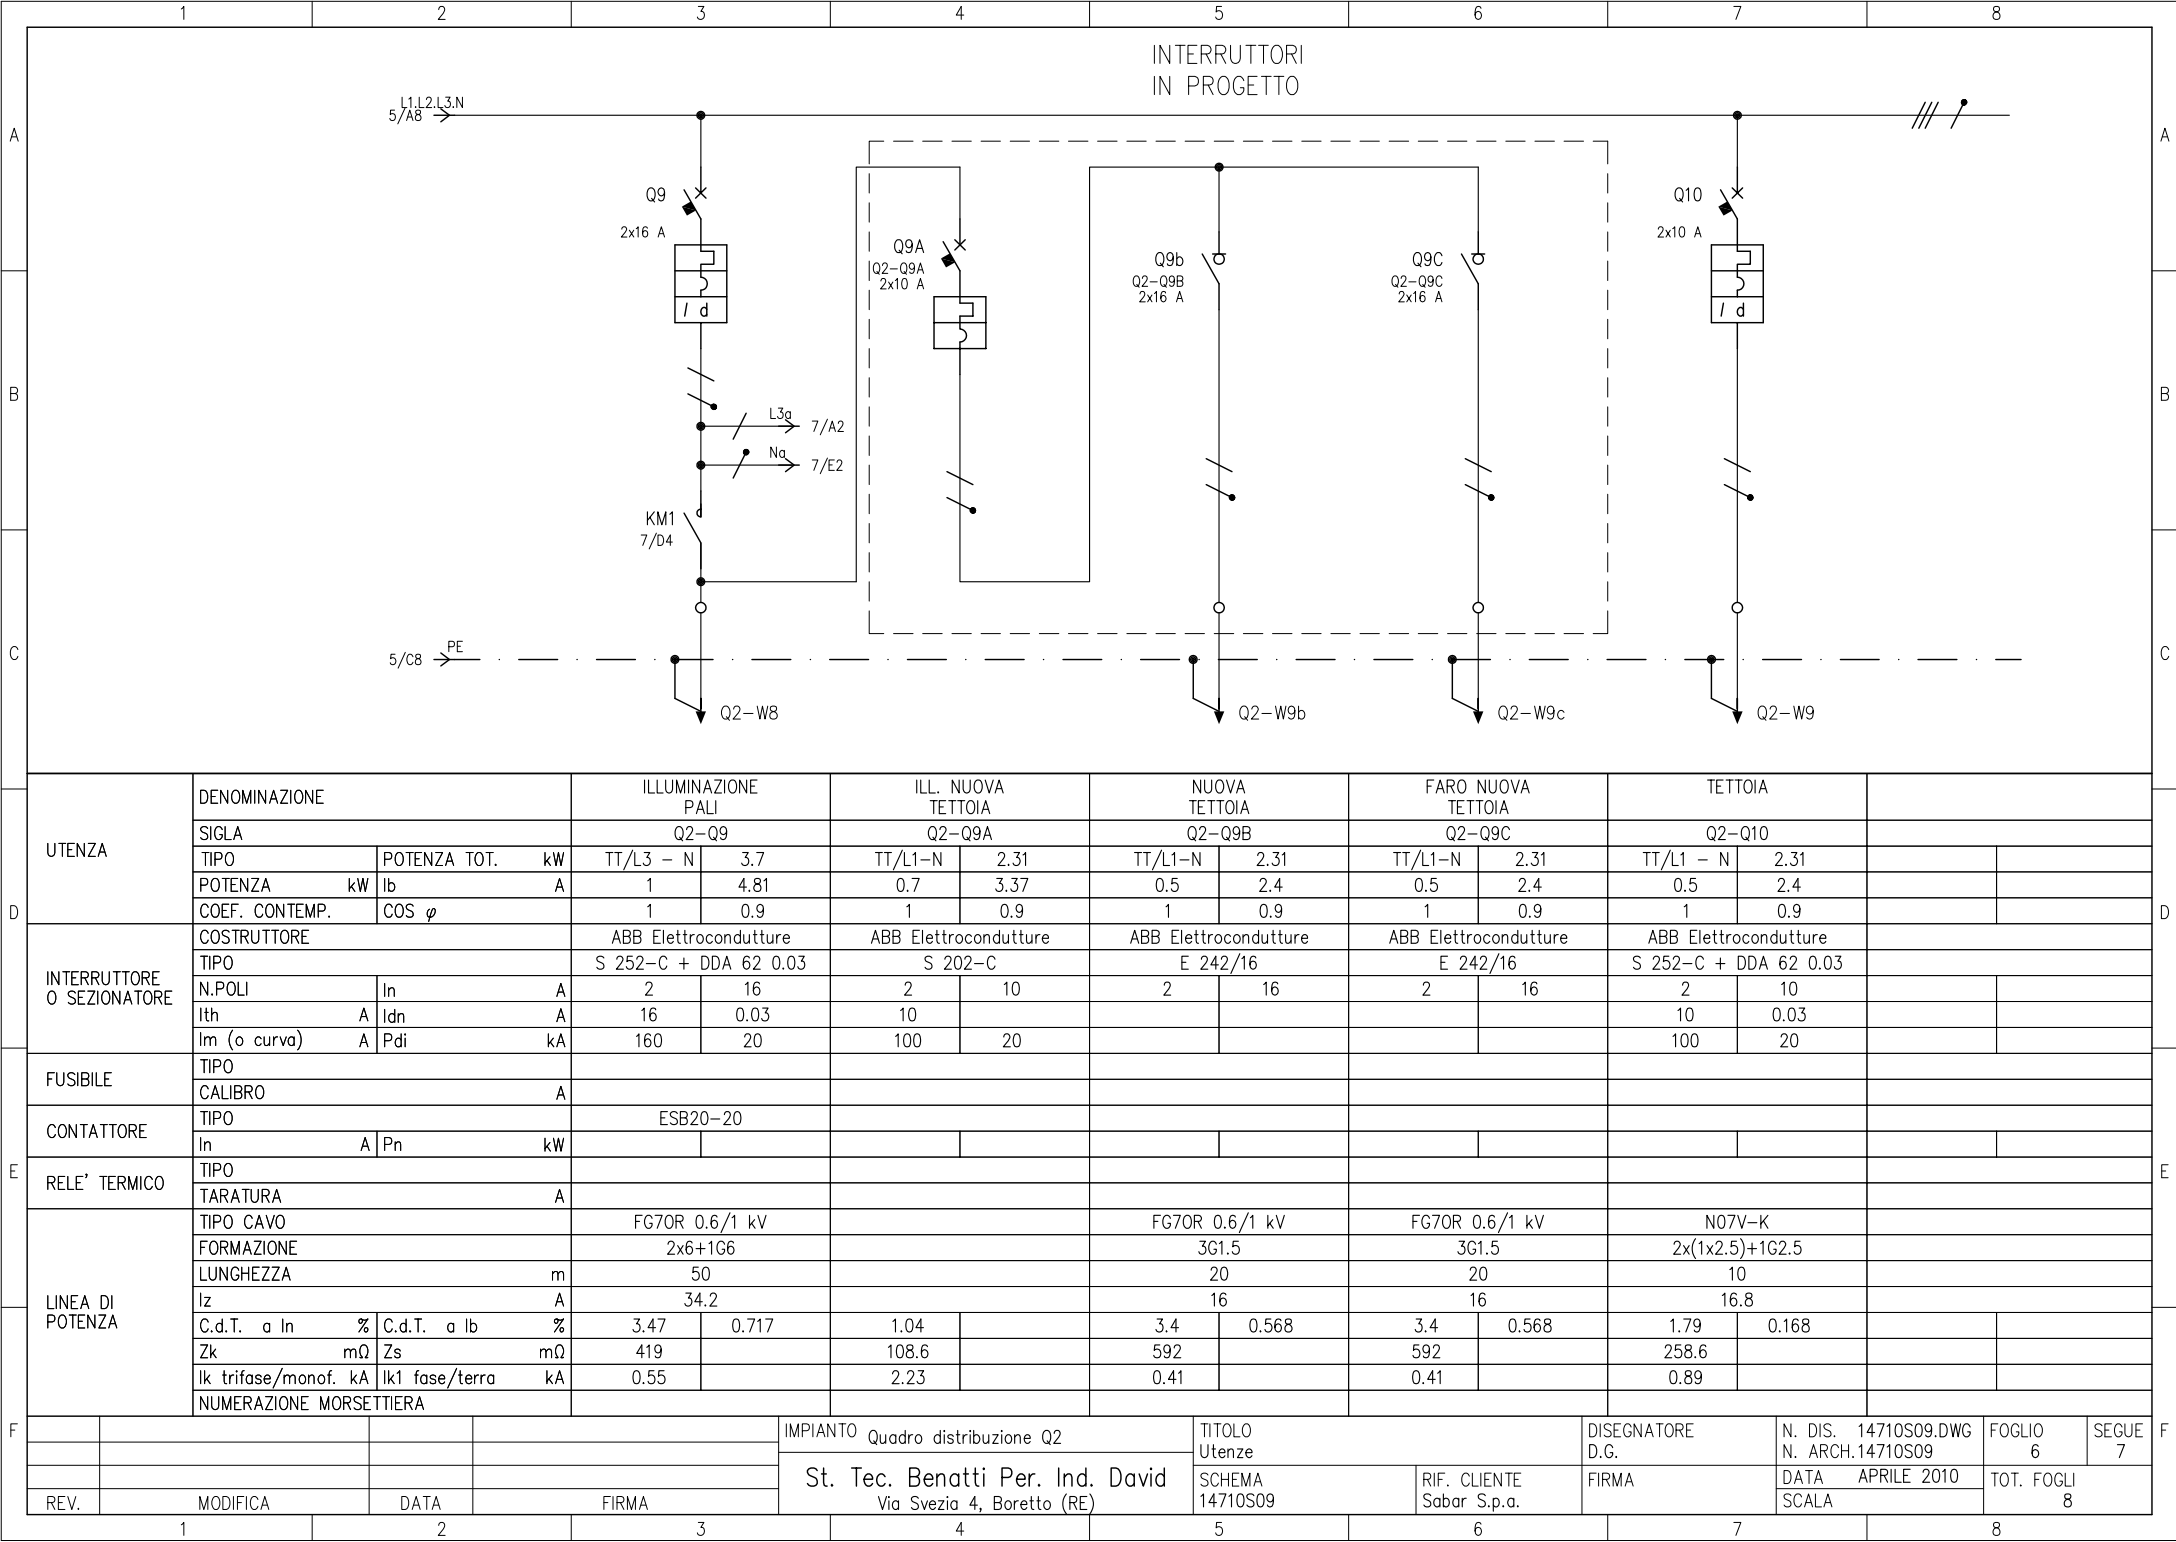 1 2 3 4 5 6 7 8
INTERRUTTORI
IN PROGETTO
L1.L2.L3.N
5/A8
A A
Q9
2x16 A
I d
Q9A
Q2-Q9A
2x10 A
Q9b
Q2-Q9B
2x16 A
Q9C
Q2-Q9C
2x16 A
Q10
2x10 A
I d
B B
L3a
7/A2
Na
7/E2
KM1
7/D4
C C
PE
5/C8
Q2-W8 Q2-W9b Q2-W9c Q2-W9
UTENZA
DENOMINAZIONE
ILLUMINAZIONE
PALI
ILL. NUOVA
TETTOIA
NUOVA
TETTOIA
FARO NUOVA
TETTOIA
TETTOIA
SIGLA Q2-Q9 Q2-Q9A Q2-Q9B Q2-Q9C Q2-Q10
TIPO POTENZA TOT. kW TT/L3 - N 3.7 TT/L1-N 2.31 TT/L1-N 2.31 TT/L1-N 2.31 TT/L1 - N 2.31
POTENZA kW Ib A 1 4.81 0.7 3.37 0.5 2.4 0.5 2.4 0.5 2.4
COEF. CONTEMP. COS φ 1 0.9 1 0.9 1 0.9 1 0.9 1 0.9
D D
INTERRUTTORE
O SEZIONATORE
COSTRUTTORE ABB Elettrocondutture ABB Elettrocondutture ABB Elettrocondutture ABB Elettrocondutture ABB Elettrocondutture
TIPO S 252-C + DDA 62 0.03 S 202-C E 242/16 E 242/16 S 252-C + DDA 62 0.03
N.POLI In A 2 16 2 10 2 16 2 16 2 10
Ith A Idn A 16 0.03 10 10 0.03
Im (o curva) A Pdi kA 160 20 100 20 100 20
FUSIBILE
TIPO
CALIBRO A
CONTATTORE
TIPO ESB20-20
In A Pn kW
E E
RELE' TERMICO
TIPO
TARATURA A
LINEA DI
POTENZA
TIPO CAVO FG7OR 0.6/1 kV FG7OR 0.6/1 kV FG7OR 0.6/1 kV N07V-K
FORMAZIONE 2x6+1G6 3G1.5 3G1.5 2x(1x2.5)+1G2.5
LUNGHEZZA m 50 20 20 10
Iz A 34.2 16 16 16.8
C.d.T. a In % C.d.T. a Ib % 3.47 0.717 1.04 3.4 0.568 3.4 0.568 1.79 0.168
Zk mΩ Zs mΩ 419 108.6 592 592 258.6
Ik trifase/monof. kA Ik1 fase/terra kA 0.55 2.23 0.41 0.41 0.89
NUMERAZIONE MORSETTIERA
F F
REV. MODIFICA DATA FIRMA
IMPIANTO Quadro distribuzione Q2
St. Tec. Benatti Per. Ind. David
Via Svezia 4, Boretto (RE)
TITOLO
Utenze
SCHEMA
14710S09
RIF. CLIENTE
Sabar S.p.a.
DISEGNATORE
D.G.
FIRMA
N. DIS. 14710S09.DWG
N. ARCH.14710S09
DATA APRILE 2010
SCALA
FOGLIO
6
SEGUE
7
TOT. FOGLI
8
1 2 3 4 5 6 7 8